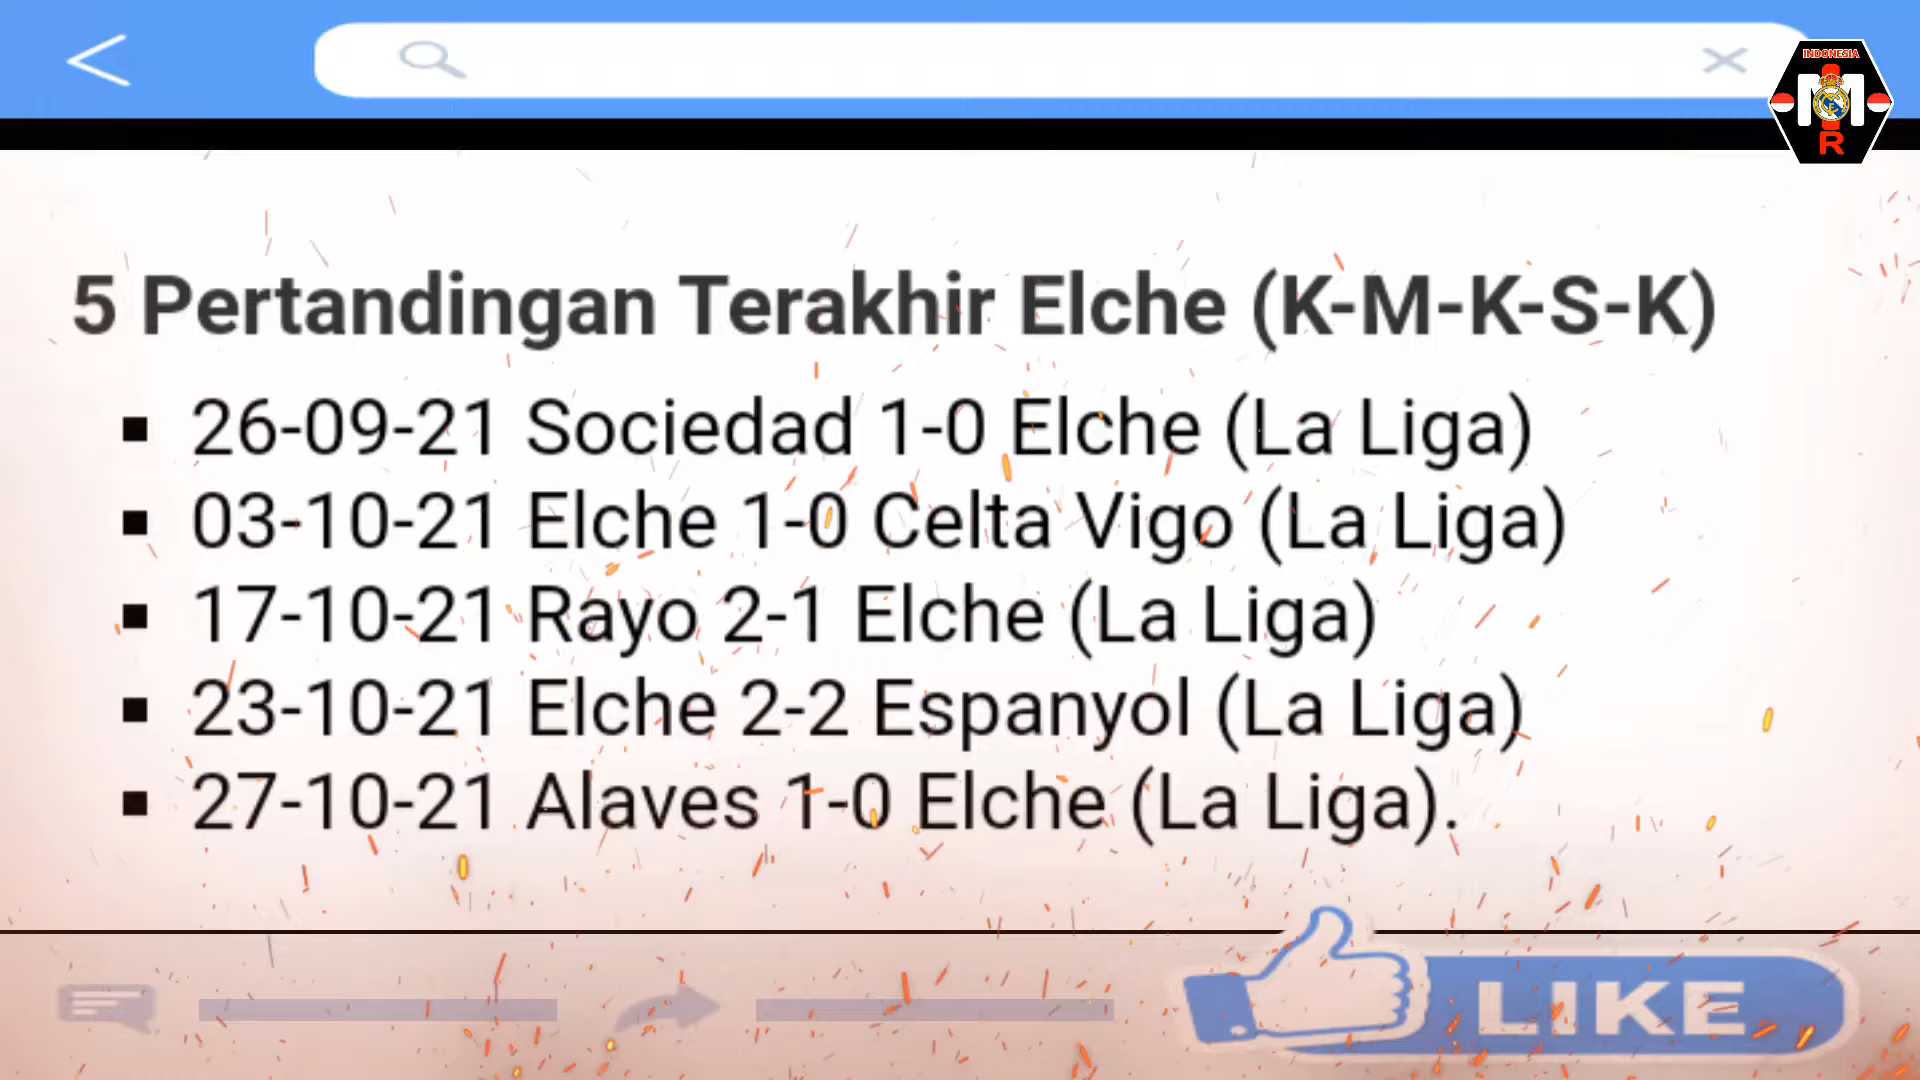 INDONESIA
M
R
5 Pertandingan Terakhir Elche (K-M-K-S-K)
▪ 26-09-21 Sociedad 1-0 Elche (La Liga)
▪ 03-10-21 Elche 1-0 Celta Vigo (La Liga)
▪ 17-10-21 Rayo 2-1 Elche (La Liga)
▪ 23-10-21 Elche 2-2 Espanyol (La Liga)
▪ 27-10-21 Alaves 1-0 Elche (La Liga).
LIKE